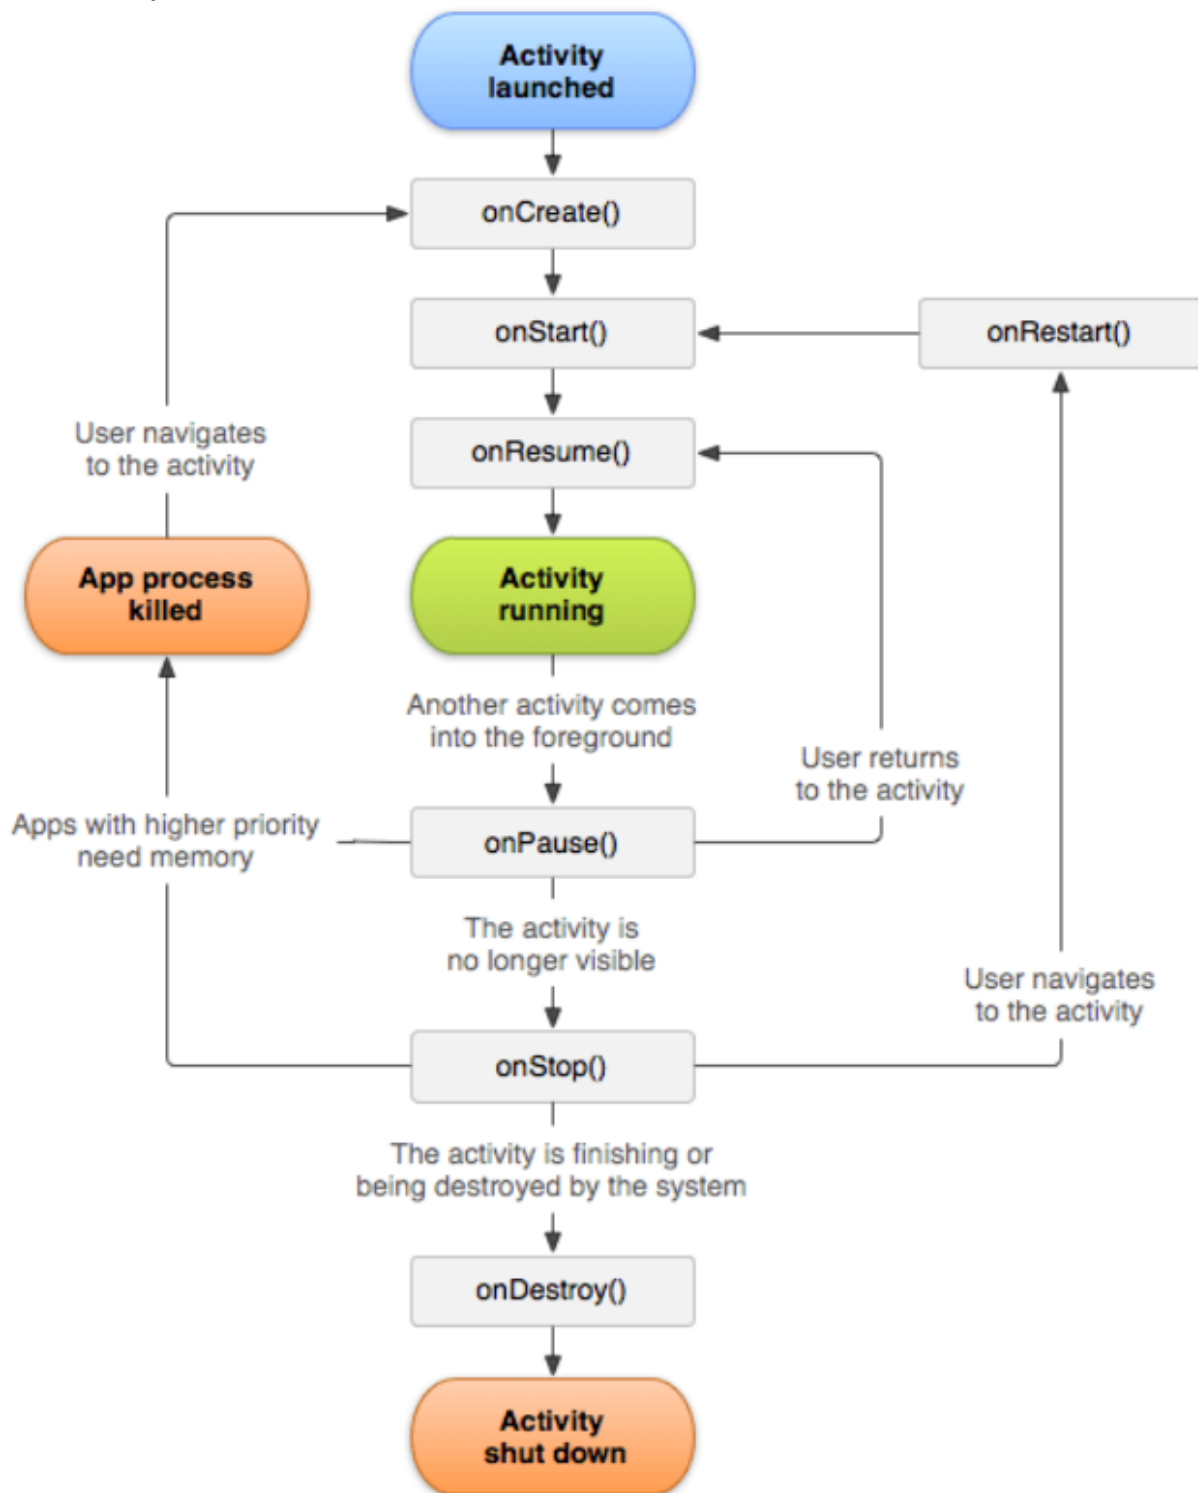 Activity
launched
onCreate()
onStart()
onRestart()
onResume()
User navigates
to the activity
App process
killed
Activity
running
Another activity comes
into the foreground
User returns
to the activity
Apps with higher priority
need memory
onPause()
The activity is
no longer visible
User navigates
to the activity
onStop()
The activity is finishing or
being destroyed by the system
onDestroy()
Activity
shut down